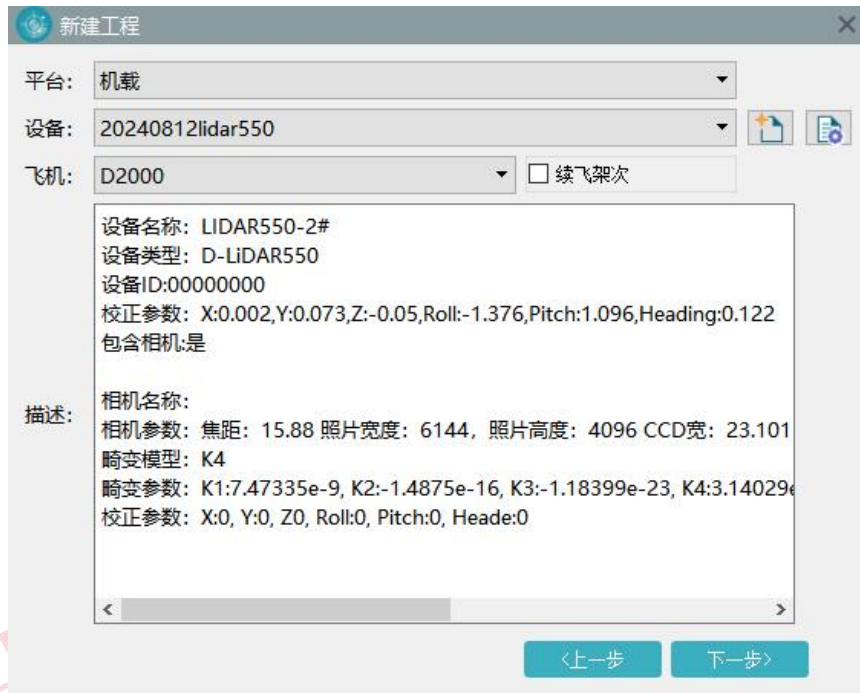 新建工程
平台: 机载
设备: 20240812lidar550
飞机: D2000 续飞架次
设备名称: LIDAR550-2#
设备类型: D-LiDAR550
设备ID:00000000
校正参数: X:0.002,Y:0.073,Z:-0.05,Roll:-1.376,Pitch:1.096,Heading:0.122
包含相机:是
相机名称:
描述:
相机参数: 焦距: 15.88 照片宽度: 6144, 照片高度: 4096 CCD宽: 23.101
畸变模型: K4
畸变参数: K1:7.47335e-9, K2:-1.4875e-16, K3:-1.18399e-23, K4:3.14029e
校正参数: X:0, Y:0, Z0, Roll:0, Pitch:0, Heade:0
<上一步 下一步>